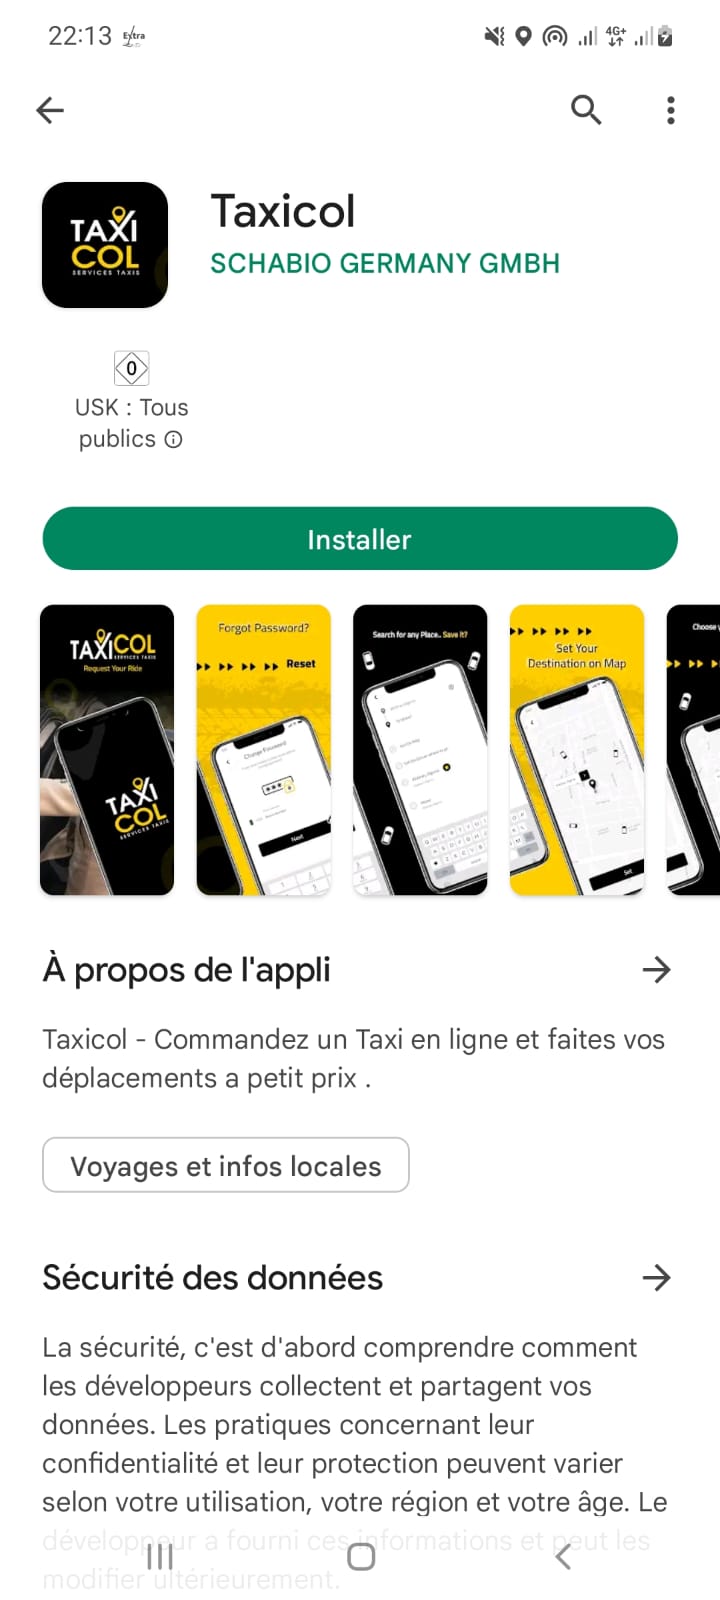 22:13 Extra
4G+
TAXI
COL
SERVICES TAXIS
Taxicol
SCHABIO GERMANY GMBH
0
USK : Tous
publics
Installer
TAXICOL
SERVICES TAXIS
Request Your Ride
TAXI
COL
SERVICES TAXIS
Forgot Password?
Reset
Change Password
Next
Search for any Place.. Save It?
Set Your
Destination on Map
Set
Choose
À propos de l'appli
Taxicol - Commandez un Taxi en ligne et faites vos
déplacements a petit prix .
Voyages et infos locales
Sécurité des données
La sécurité, c'est d'abord comprendre comment
les développeurs collectent et partagent vos
données. Les pratiques concernant leur
confidentialité et leur protection peuvent varier
selon votre utilisation, votre région et votre âge. Le
développeur a fourni ces informations et peut les
modifier ultérieurement.